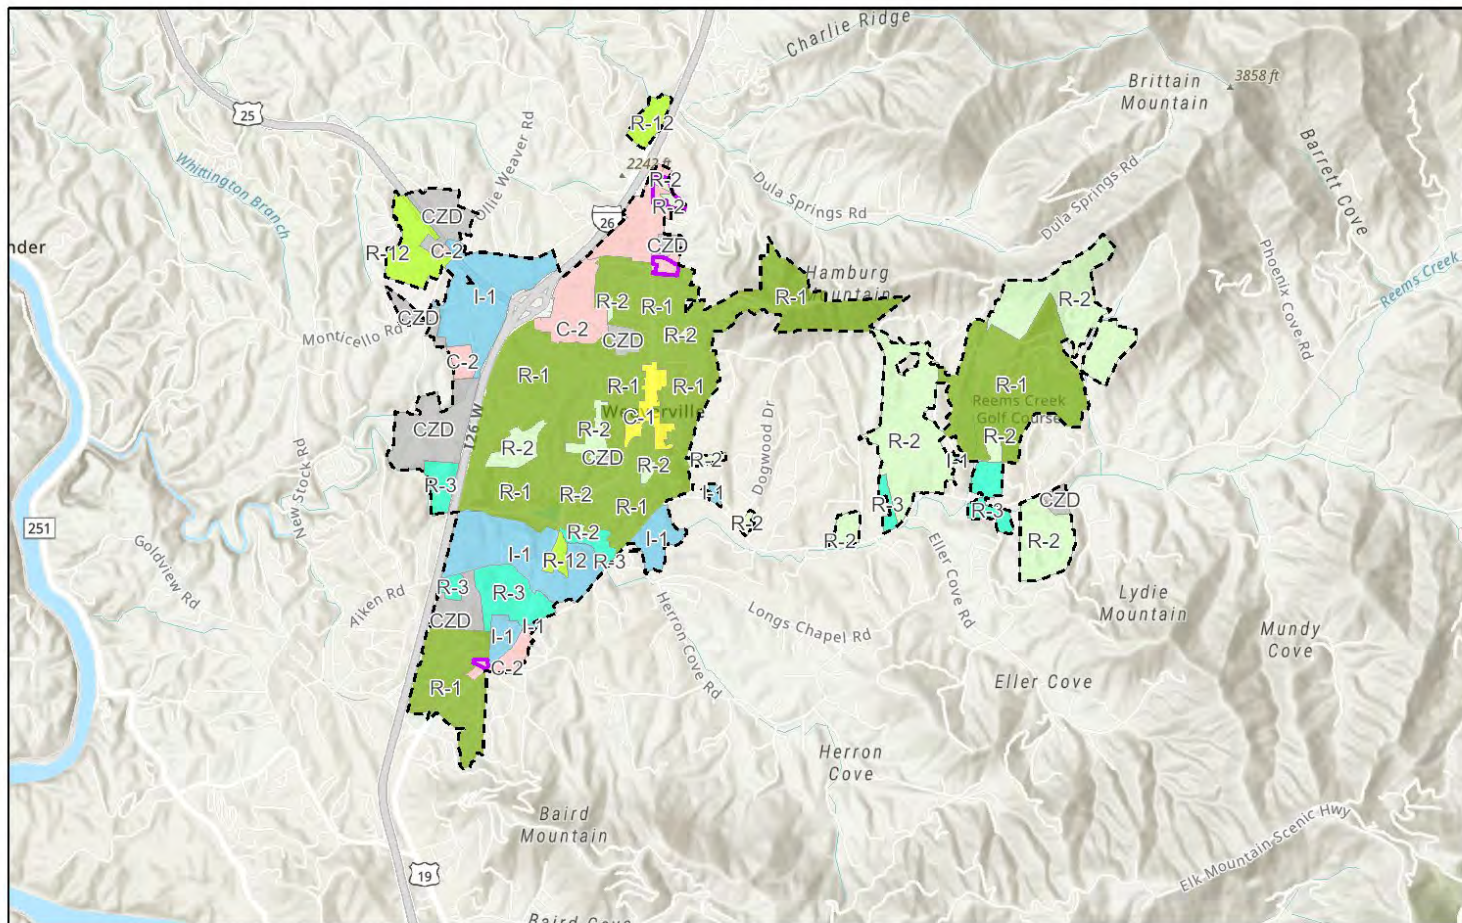 Charlie Ridge
3858 ft
Brittain
Mountain
25
R-12
Ollie Weaver Rd
Barrett Cove
Whittington Branch
2243 ft
Dula Springs Rd
Dula Springs Rd
R-2
R-2
CZD
26
nder
R-12
C-2
CZD
Phoenix Cove Rd
Reems Creek
Hamburg
Mountain
R-1
I-1
R-2
R-2
R-1
CZD
Monticello Rd
C-2
CZD
R-2
C-2
R-1
R-1
R-1
R-1
Reems Creek
Golf Course
Weaverville
C-1
I26 W
CZD
R-2
R-2
CZD
Dogwood Dr
R-2
R-2
R-2
R-2
I-1
New Stock Rd
R-3
R-1
R-2
R-1
I-1
R-3
R-3
CZD
251
Goldview Rd
R-2
I-1
R-2
R-2
R-2
I-1
R-12
R-3
Eller Cove Rd
Aiken Rd
R-3
R-3
CZD
I-1
I-1
Herron Cove Rd
Longs Chapel Rd
Lydie
Mountain
Mundy
Cove
C-2
R-1
Eller Cove
Herron
Cove
Baird
Mountain
Elk Mountain Scenic Hwy
19
Baird Cove